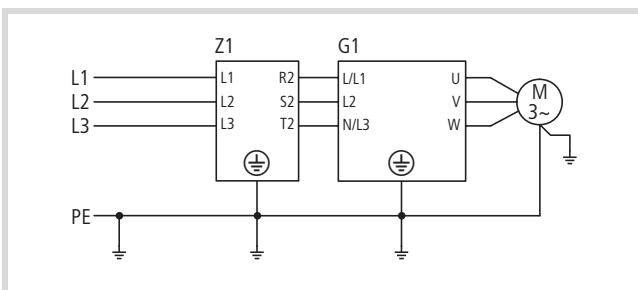 Z1 G1
L1 L1 R2 L/L1 U M
L2 L2 S2 L2 V 3~
L3 L3 T2 N/L3 W
PE